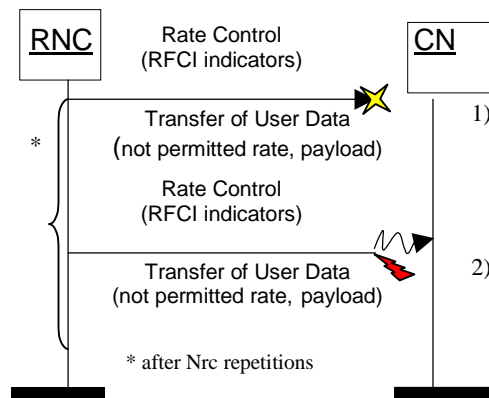 RNC
Rate Control
(RFCI indicators)
CN
1)
Transfer of User Data
(not permitted rate, payload)
*
Rate Control
(RFCI indicators)
2)
Transfer of User Data
(not permitted rate, payload)
* after Nrc repetitions